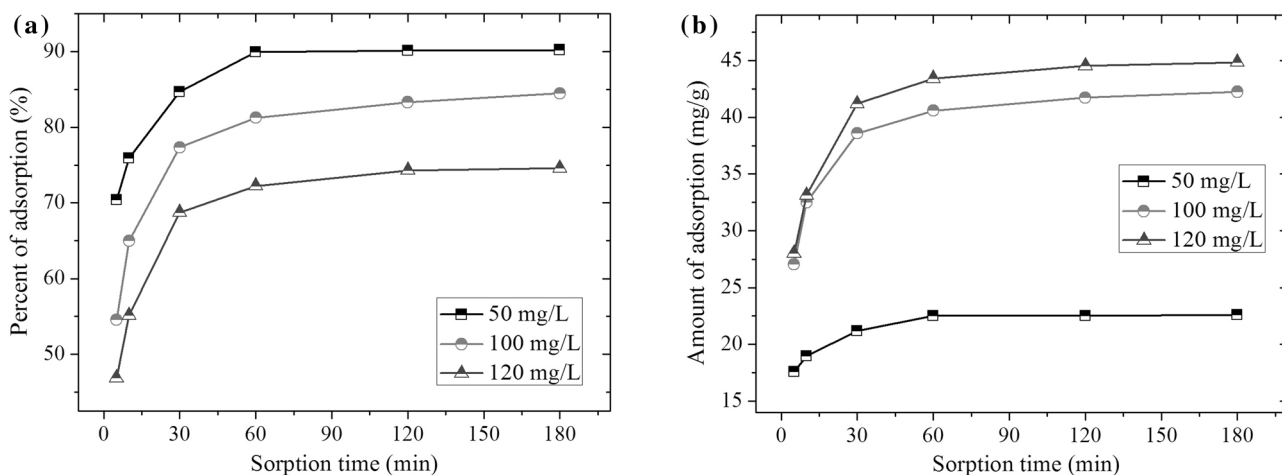 (a)
Percent of adsorption (%)
90
80
70
60
50
50 mg/L
100 mg/L
120 mg/L
0 30 60 90 120 150 180
Sorption time (min)
(b)
Amount of adsorption (mg/g)
45
40
35
30
25
20
15
50 mg/L
100 mg/L
120 mg/L
0 30 60 90 120 150 180
Sorption time (min)